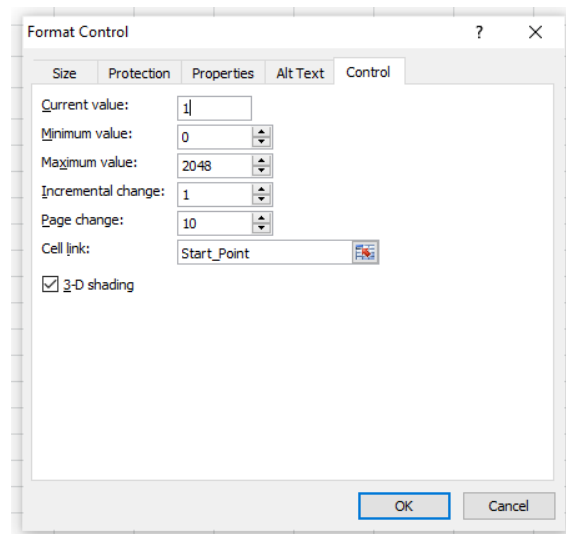 Format Control ? X
Size Protection Properties Alt Text Control
Current value: 1
Minimum value: 0
Maximum value: 2048
Incremental change: 1
Page change: 10
Cell link: Start_Point
3-D shading
OK Cancel